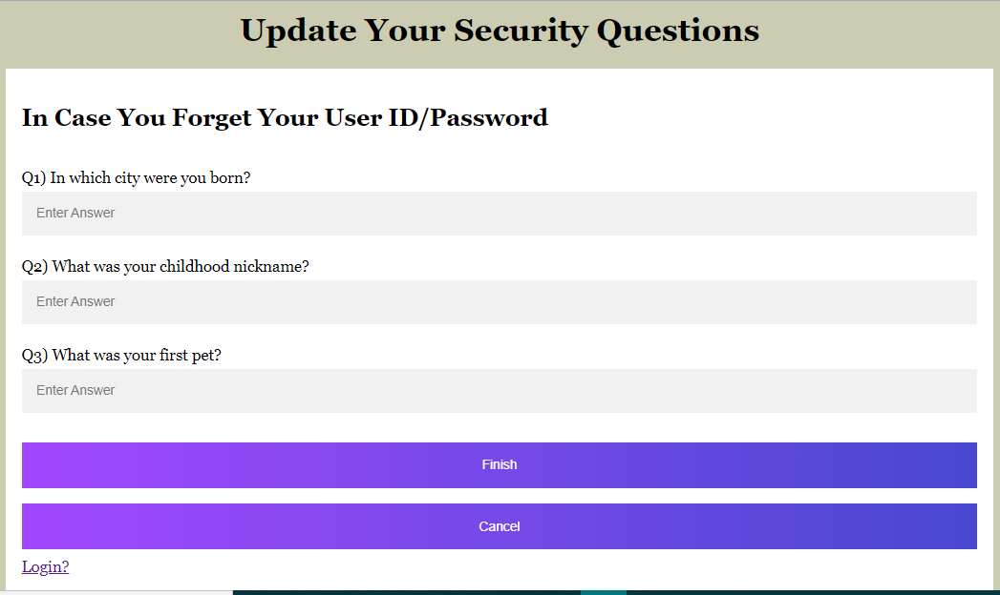 Update Your Security Questions
In Case You Forget Your User ID/Password
Q1) In which city were you born?
Enter Answer
Q2) What was your childhood nickname?
Enter Answer
Q3) What was your first pet?
Enter Answer
Finish
Cancel
Login?